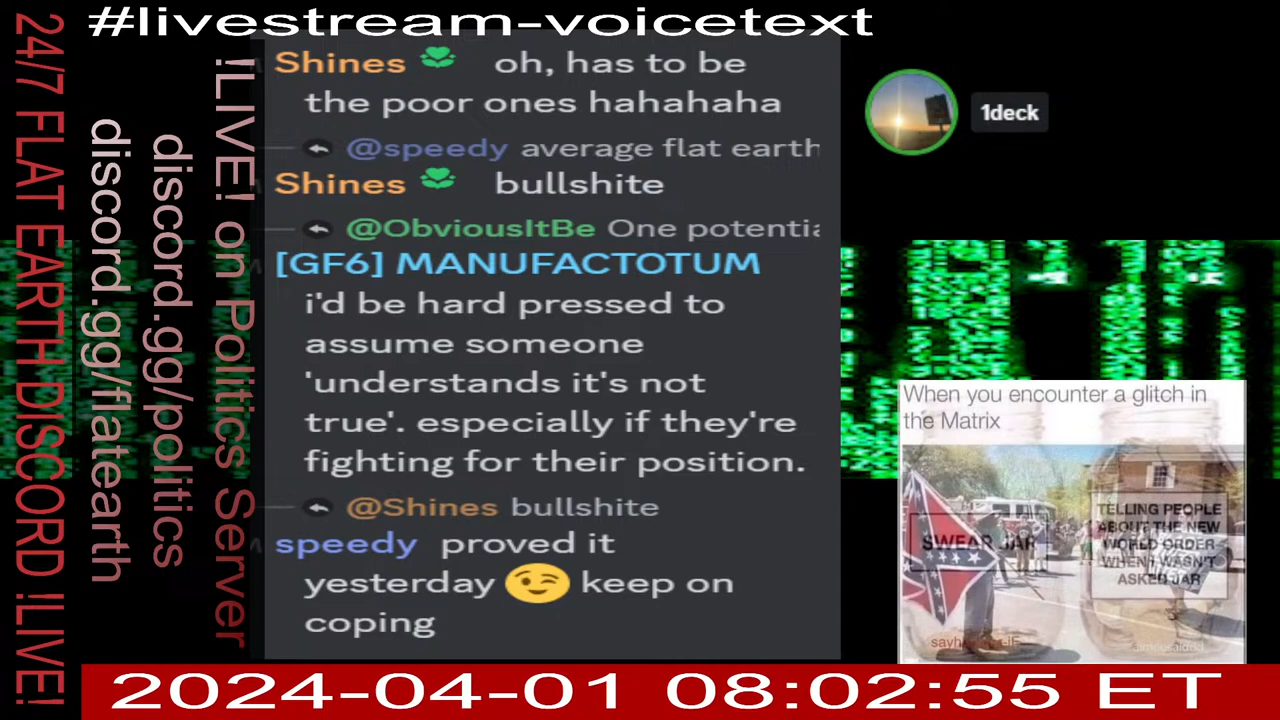 #livestream-voicetext
24/7 FLAT EARTH DISCORD !LIVE!
discord.gg/flatearth
discord.gg/politics
!LIVE! on Politics Server
Shines oh, has to be
the poor ones hahahaha
@speedy average flat earth
Shines bullshite
@ObviousItBe One
[GF6] MANUFACTOTUM
i'd be hard pressed to
assume someone
'understands it's not
true'. especially if they're
fighting for their position.
@Shines bullshite
speedy proved it
yesterday 😉 keep on
coping
1deck
When you encounter a glitch in
the Matrix
SWEAR JAR
TELLING PEOPLE
ABOUT THE NEW
WORLD ORDER
WHEN I WASN'T
ASKED JAR
2024-04-01 08:02:55 ET